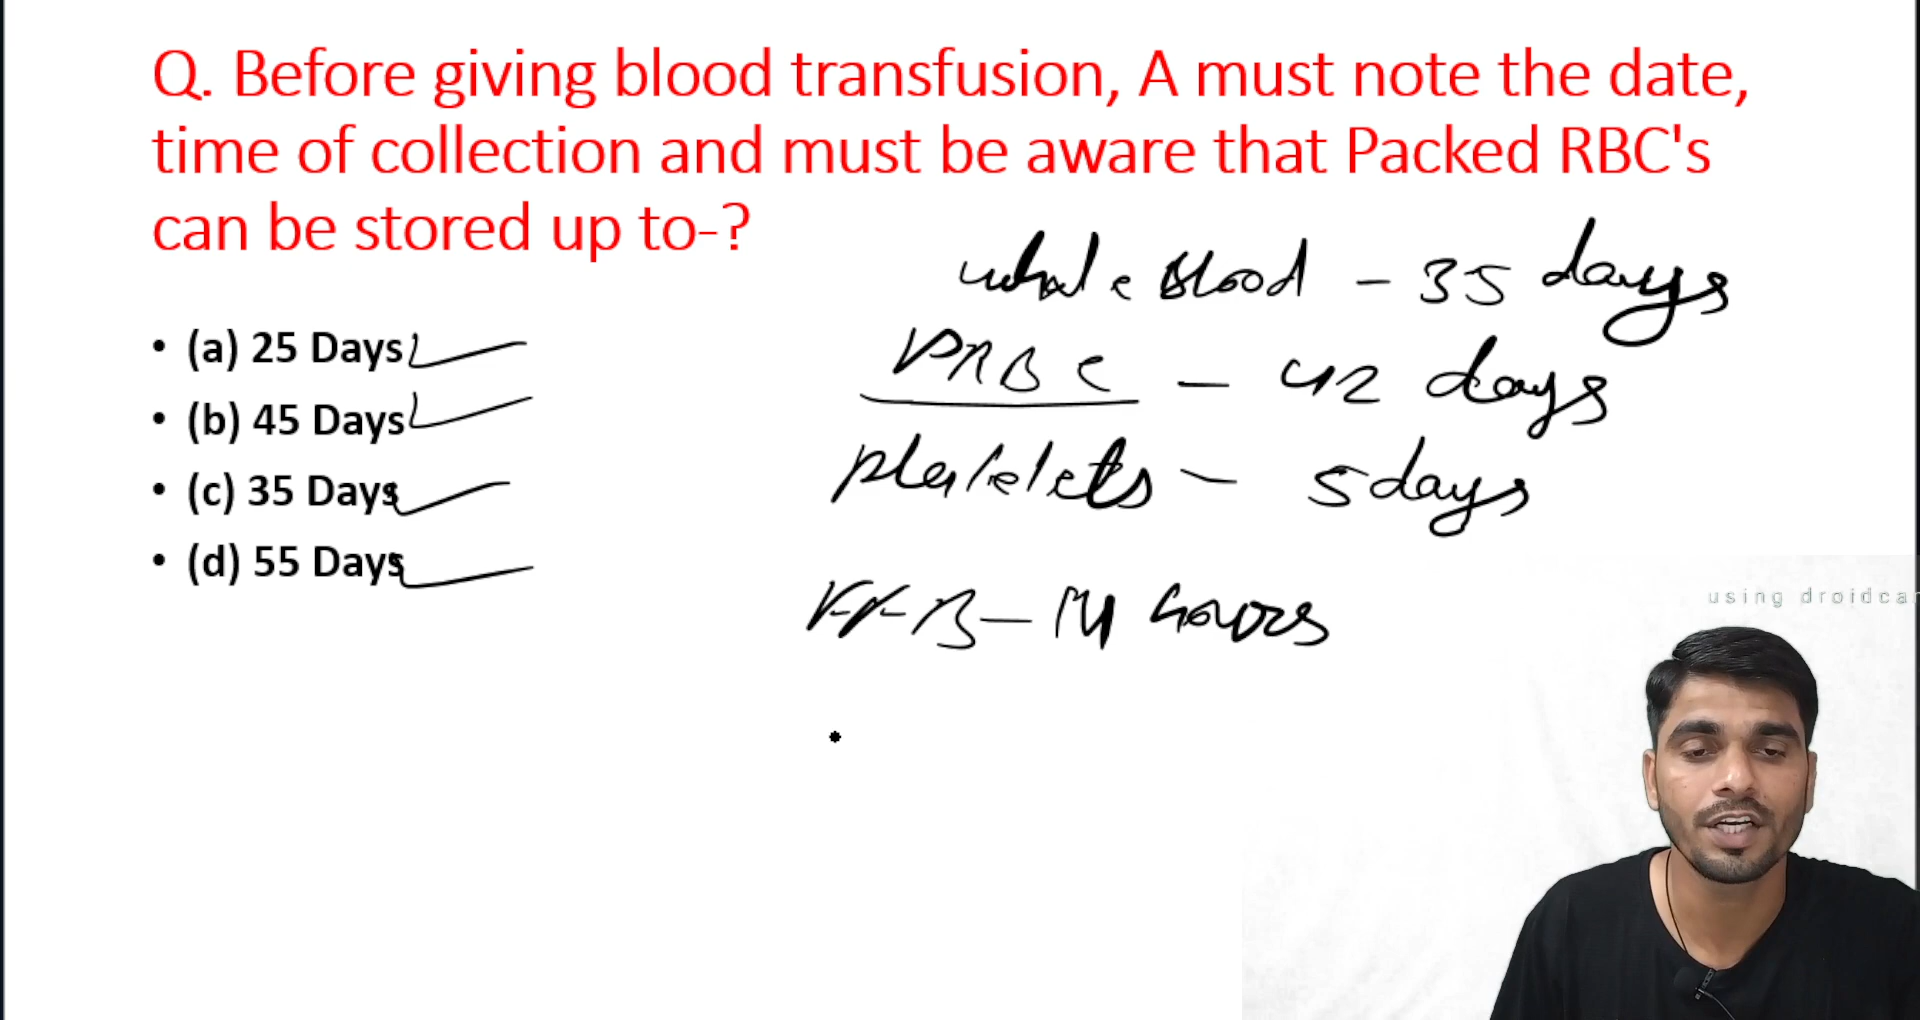 Q. Before giving blood transfusion, A must note the date,
time of collection and must be aware that Packed RBC's
can be stored up to-?
• (a) 25 Days
• (b) 45 Days
• (c) 35 Days
• (d) 55 Days
whole Blood – 35 days
PRBC – 42 days
platelets – 5 days
hours
using droidca